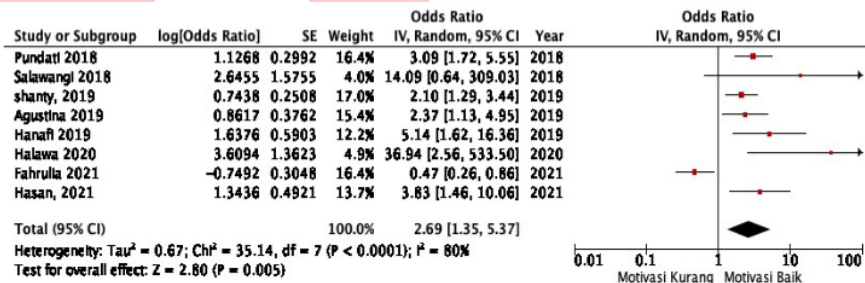 Odds Ratio Odds Ratio
Study or Subgroup log[Odds Ratio] SE Weight IV, Random, 95% CI Year IV, Random, 95% CI
Pundati 2018 1.1268 0.2992 16.4% 3.09 [1.72, 5.55] 2018
Salawangi 2018 2.6455 1.5755 4.0% 14.09 [0.64, 309.03] 2018
shanty, 2019 0.7438 0.2508 17.0% 2.10 [1.29, 3.44] 2019
Agustina 2019 0.8617 0.3762 15.4% 2.37 [1.13, 4.95] 2019
Hanafi 2019 1.6376 0.5903 12.2% 5.14 [1.62, 16.36] 2019
Halawa 2020 3.6094 1.3623 4.9% 36.94 [2.56, 533.50] 2020
Fahrulla 2021 -0.7492 0.3048 16.4% 0.47 [0.26, 0.86] 2021
Hasan, 2021 1.3436 0.4921 13.7% 3.83 [1.46, 10.06] 2021
Total (95% CI) 100.0% 2.69 [1.35, 5.37]
Heterogeneity: Tau² = 0.67; Chi² = 35.14, df = 7 (P < 0.0001); I² = 80%
Test for overall effect: Z = 2.80 (P = 0.005)
0.01 0.1 1 10 100
Motivasi Kurang Motivasi Baik